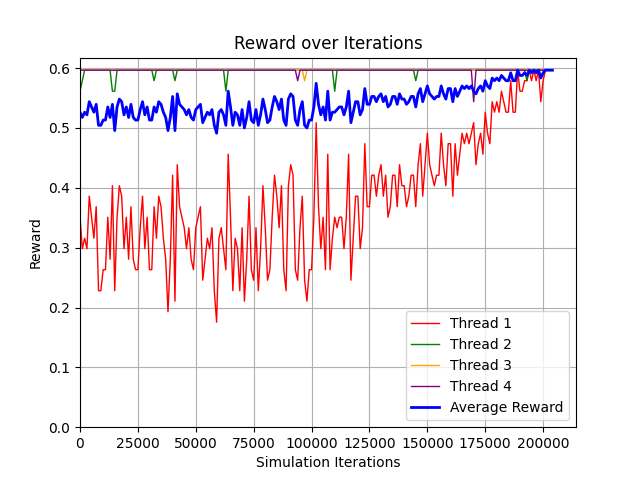 Reward over Iterations
Reward
0.6
0.5
0.4
0.3
0.2
0.1
0.0
0 25000 50000 75000 100000 125000 150000 175000 200000
Simulation Iterations
Thread 1
Thread 2
Thread 3
Thread 4
Average Reward